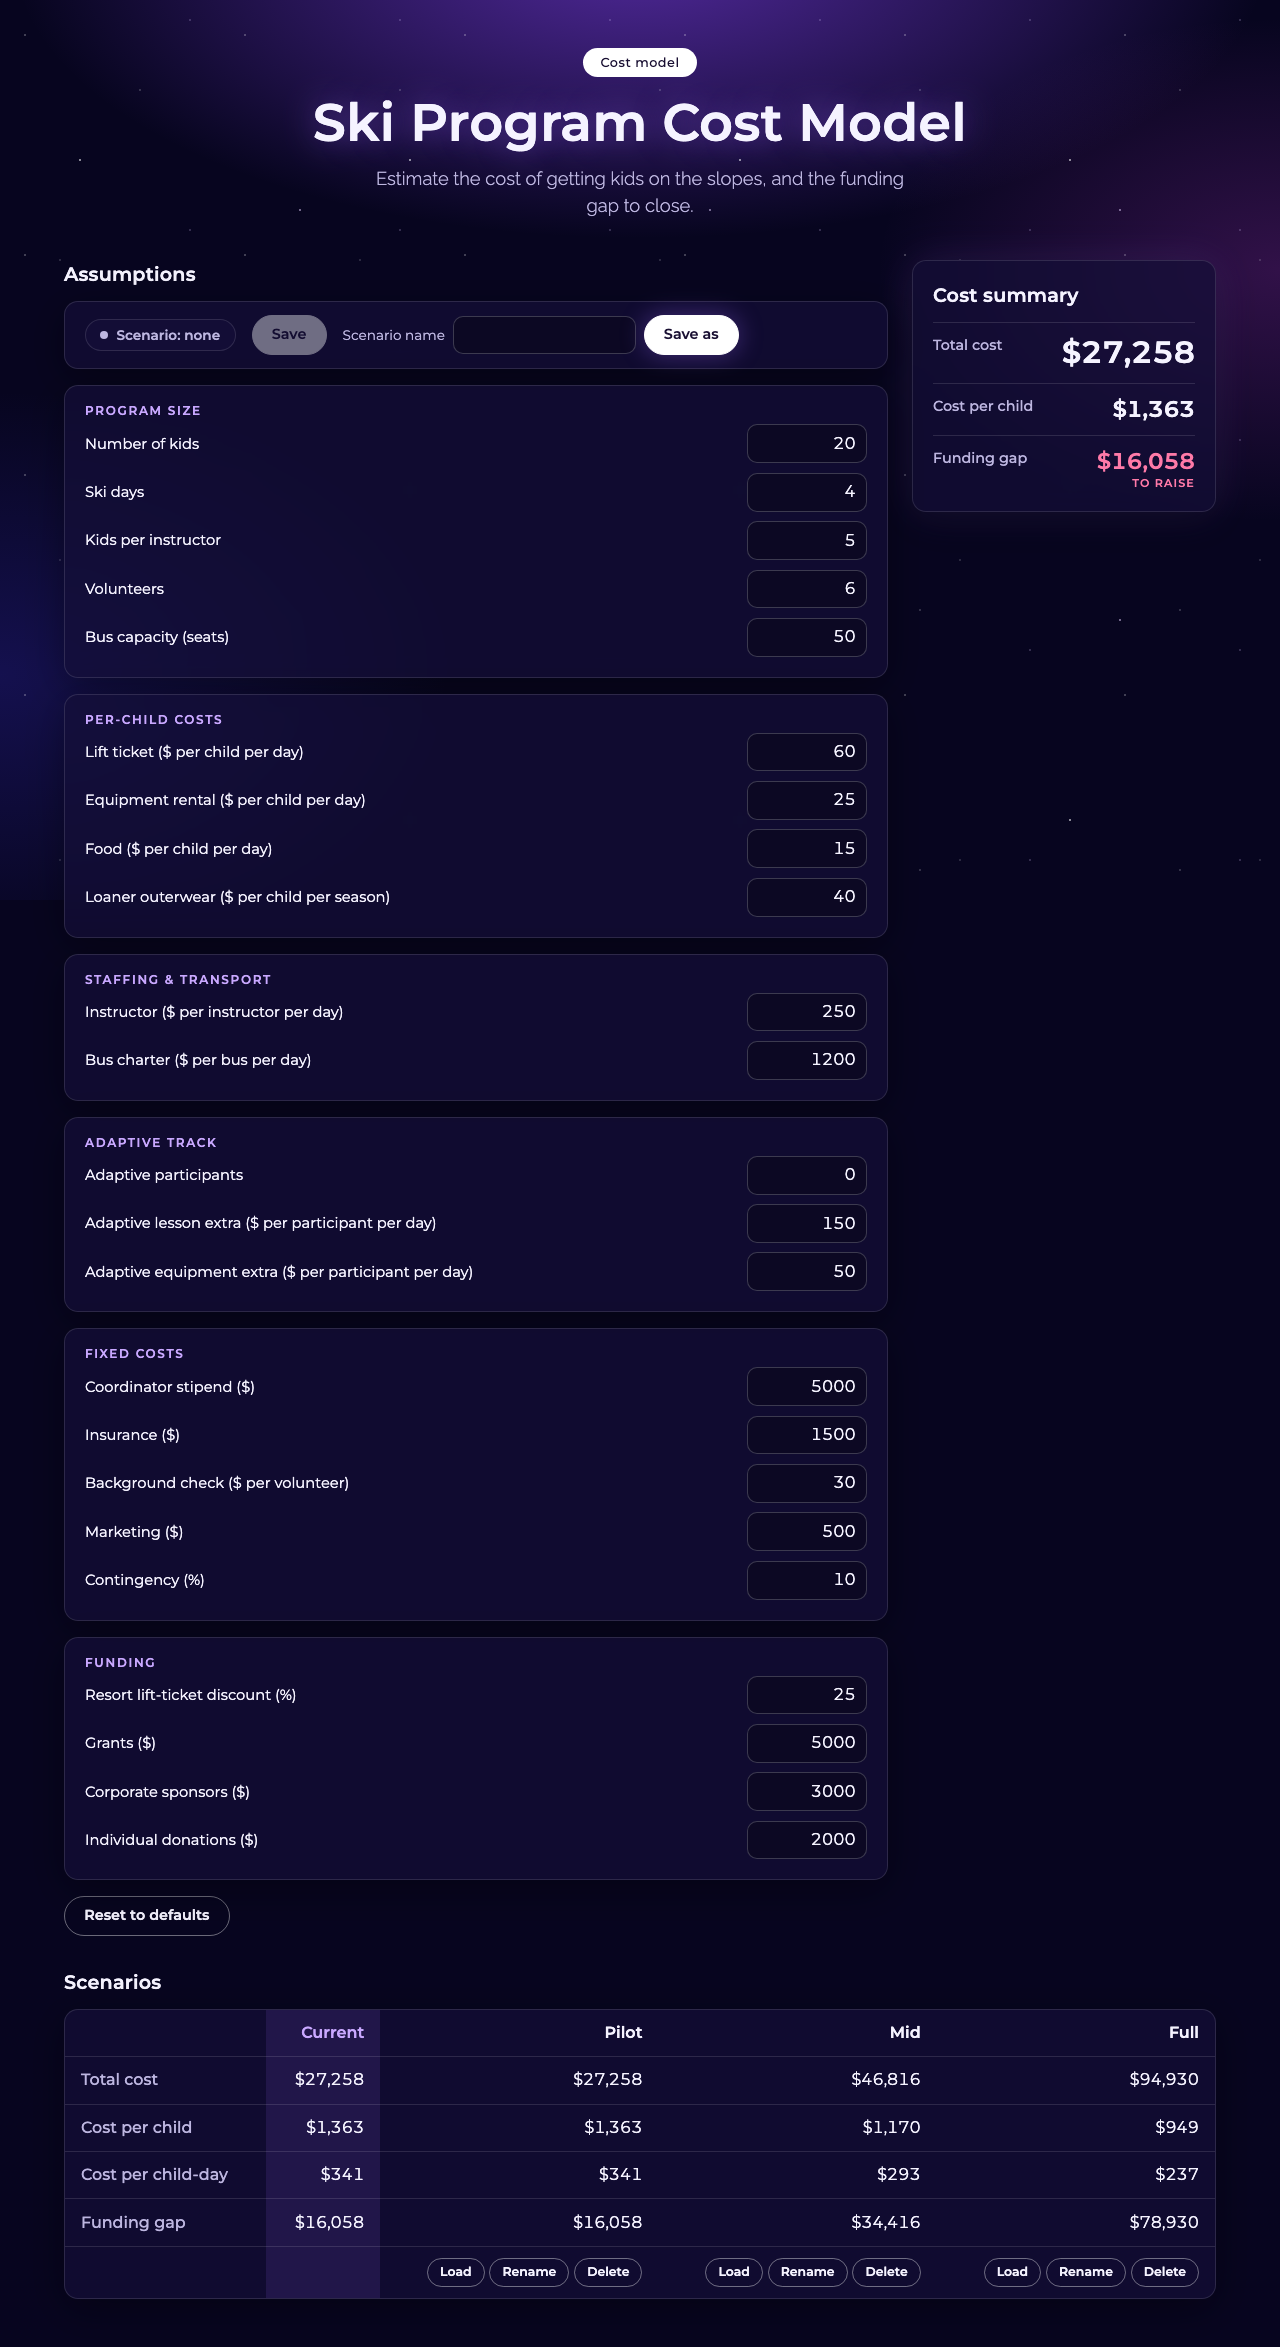 Cost model
Ski Program Cost Model
Estimate the cost of getting kids on the slopes, and the funding
gap to close.
Assumptions
Scenario: none
Save
Scenario name
Save as
PROGRAM SIZE
Number of kids 20
Ski days 4
Kids per instructor 5
Volunteers 6
Bus capacity (seats) 50
PER-CHILD COSTS
Lift ticket ($ per child per day) 60
Equipment rental ($ per child per day) 25
Food ($ per child per day) 15
Loaner outerwear ($ per child per season) 40
STAFFING & TRANSPORT
Instructor ($ per instructor per day) 250
Bus charter ($ per bus per day) 1200
ADAPTIVE TRACK
Adaptive participants 0
Adaptive lesson extra ($ per participant per day) 150
Adaptive equipment extra ($ per participant per day) 50
FIXED COSTS
Coordinator stipend ($) 5000
Insurance ($) 1500
Background check ($ per volunteer) 30
Marketing ($) 500
Contingency (%) 10
FUNDING
Resort lift-ticket discount (%) 25
Grants ($) 5000
Corporate sponsors ($) 3000
Individual donations ($) 2000
Reset to defaults
Cost summary
Total cost $27,258
Cost per child $1,363
Funding gap $16,058
TO RAISE
Scenarios
Current Pilot Mid Full
Total cost $27,258 $27,258 $46,816 $94,930
Cost per child $1,363 $1,363 $1,170 $949
Cost per child-day $341 $341 $293 $237
Funding gap $16,058 $16,058 $34,416 $78,930
Load Rename Delete Load Rename Delete Load Rename Delete